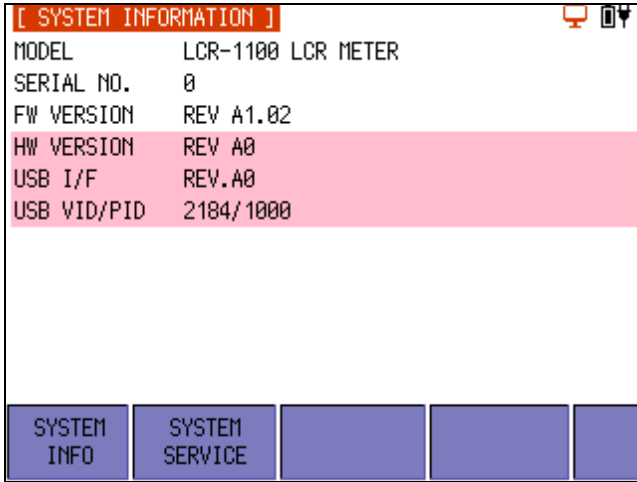 [ SYSTEM INFORMATION ]
MODEL LCR-1100 LCR METER
SERIAL NO. 0
FW VERSION REV A1.02
HW VERSION REV A0
USB I/F REV.A0
USB VID/PID 2184/1000
SYSTEM INFO
SYSTEM SERVICE